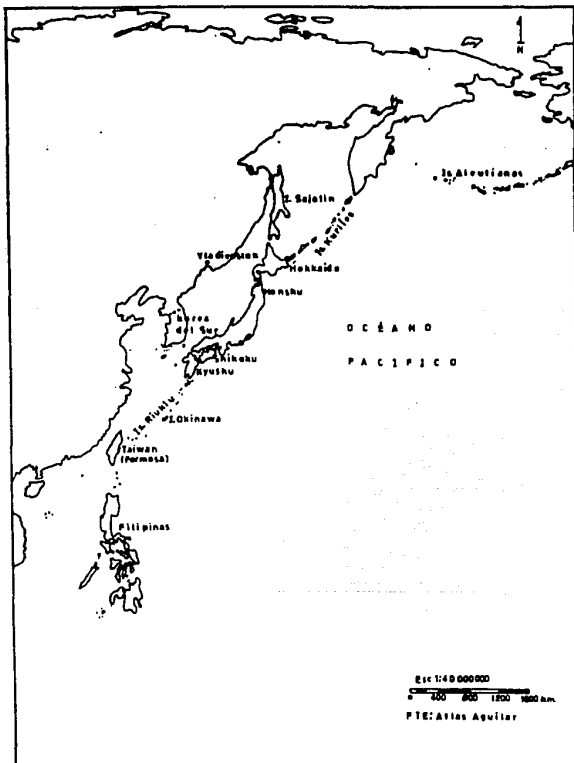 N
Is Aleutianas
I. Sajalin
Is Kuriles
Vladivostok
Hokkaido
Honshu
Korea
del Sur
OCÉANO
PACIFICO
Shikoku
Kyushu
Is Riukiu
I. Okinawa
Taiwan
(Formosa)
Filipinas
Esc 1:40 000 000
0 400 800 1200 1600 km.
FTE: Atlas Aguilar